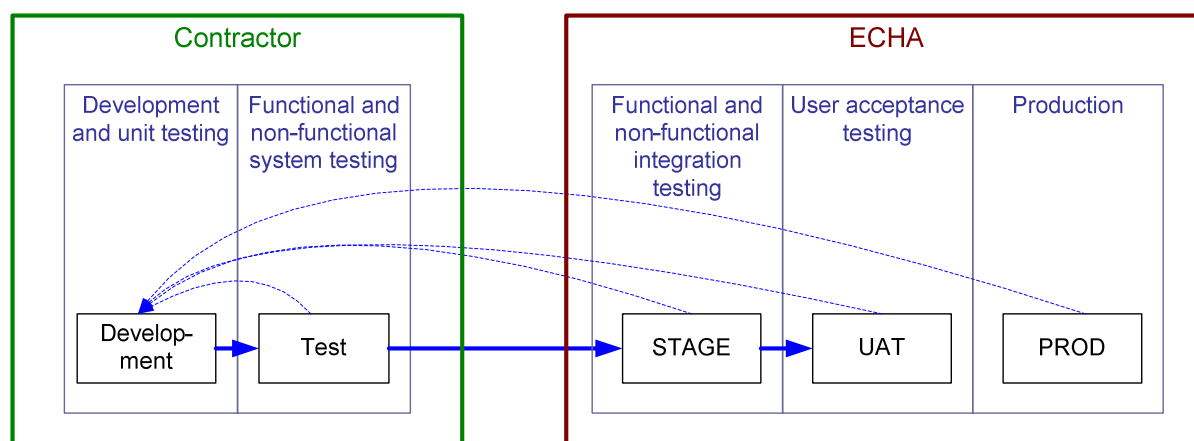 Contractor
ECHA
Development
and unit testing
Functional and
non-functional
system testing
Functional and
non-functional
integration
testing
User acceptance
testing
Production
Develop-
ment
Test
STAGE
UAT
PROD